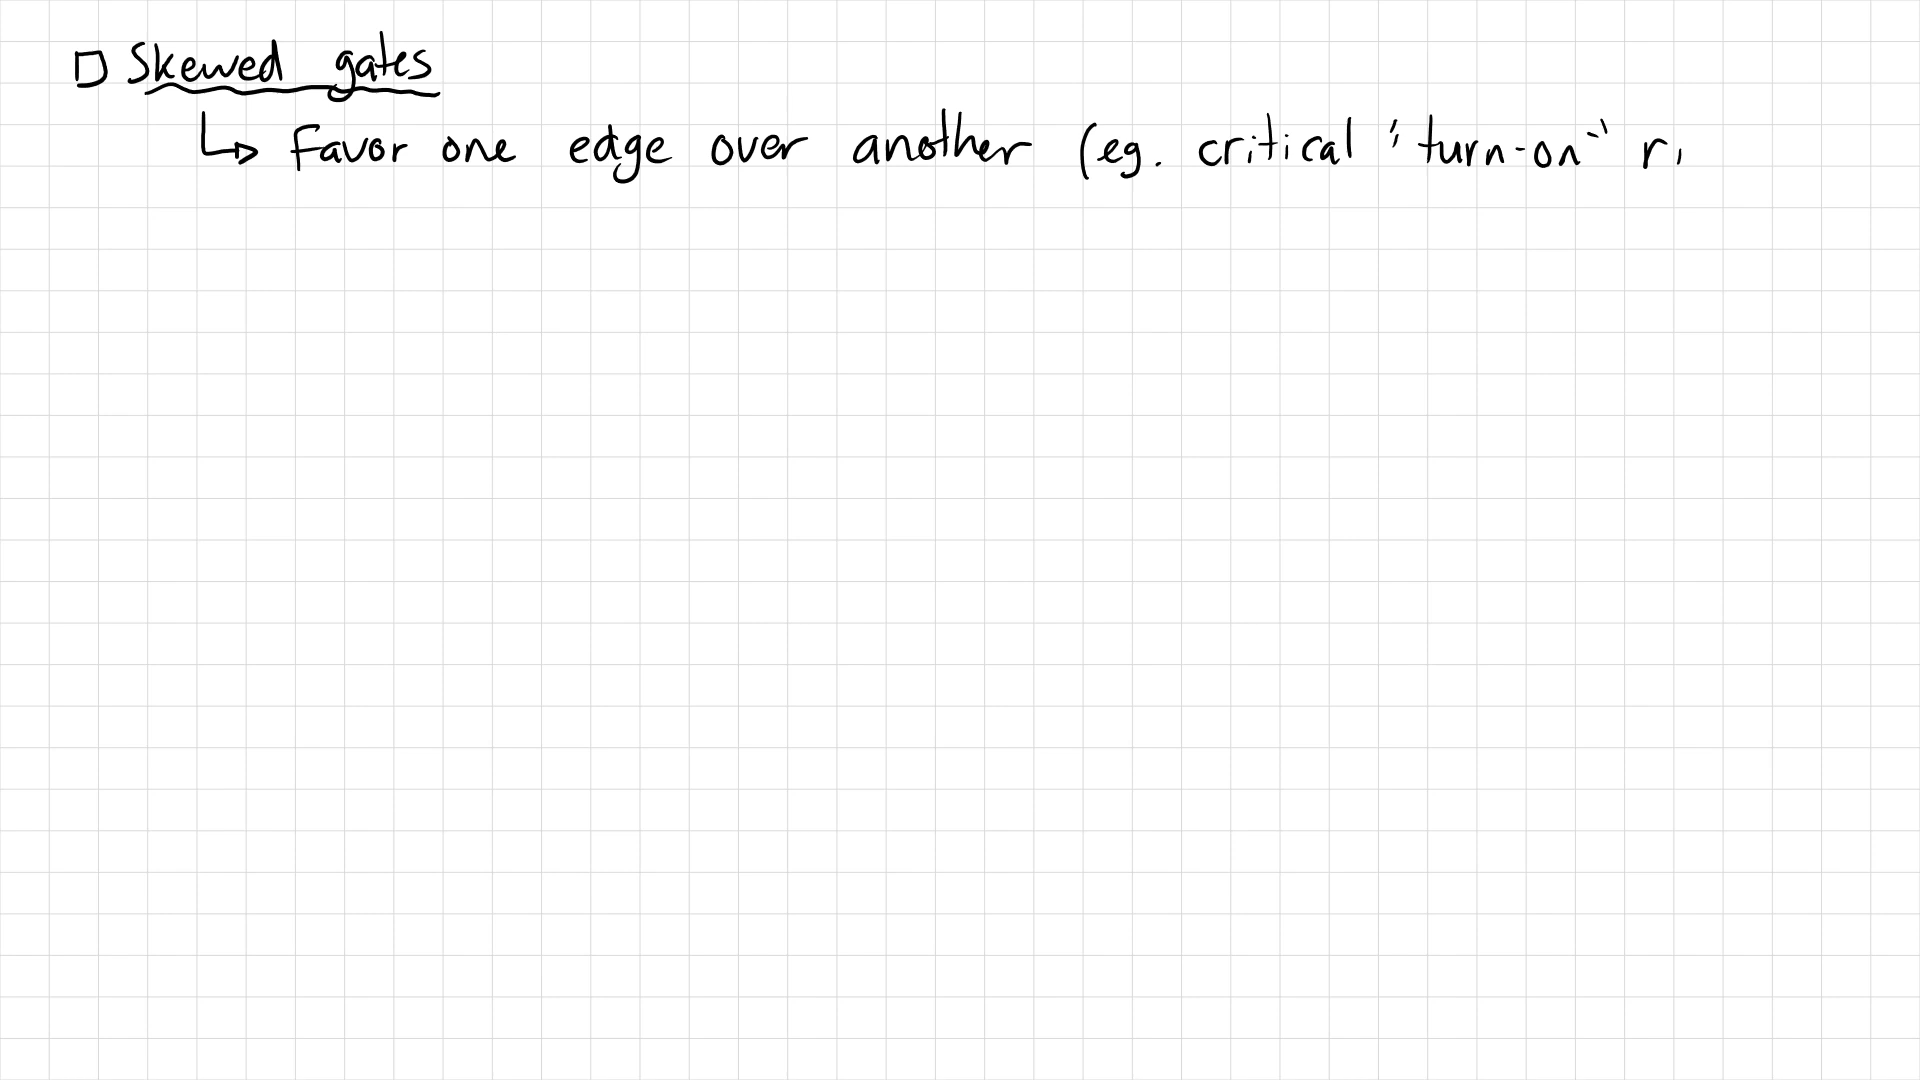 Skewed gates
↳ Favor one edge over another (eg. critical "turn-on"